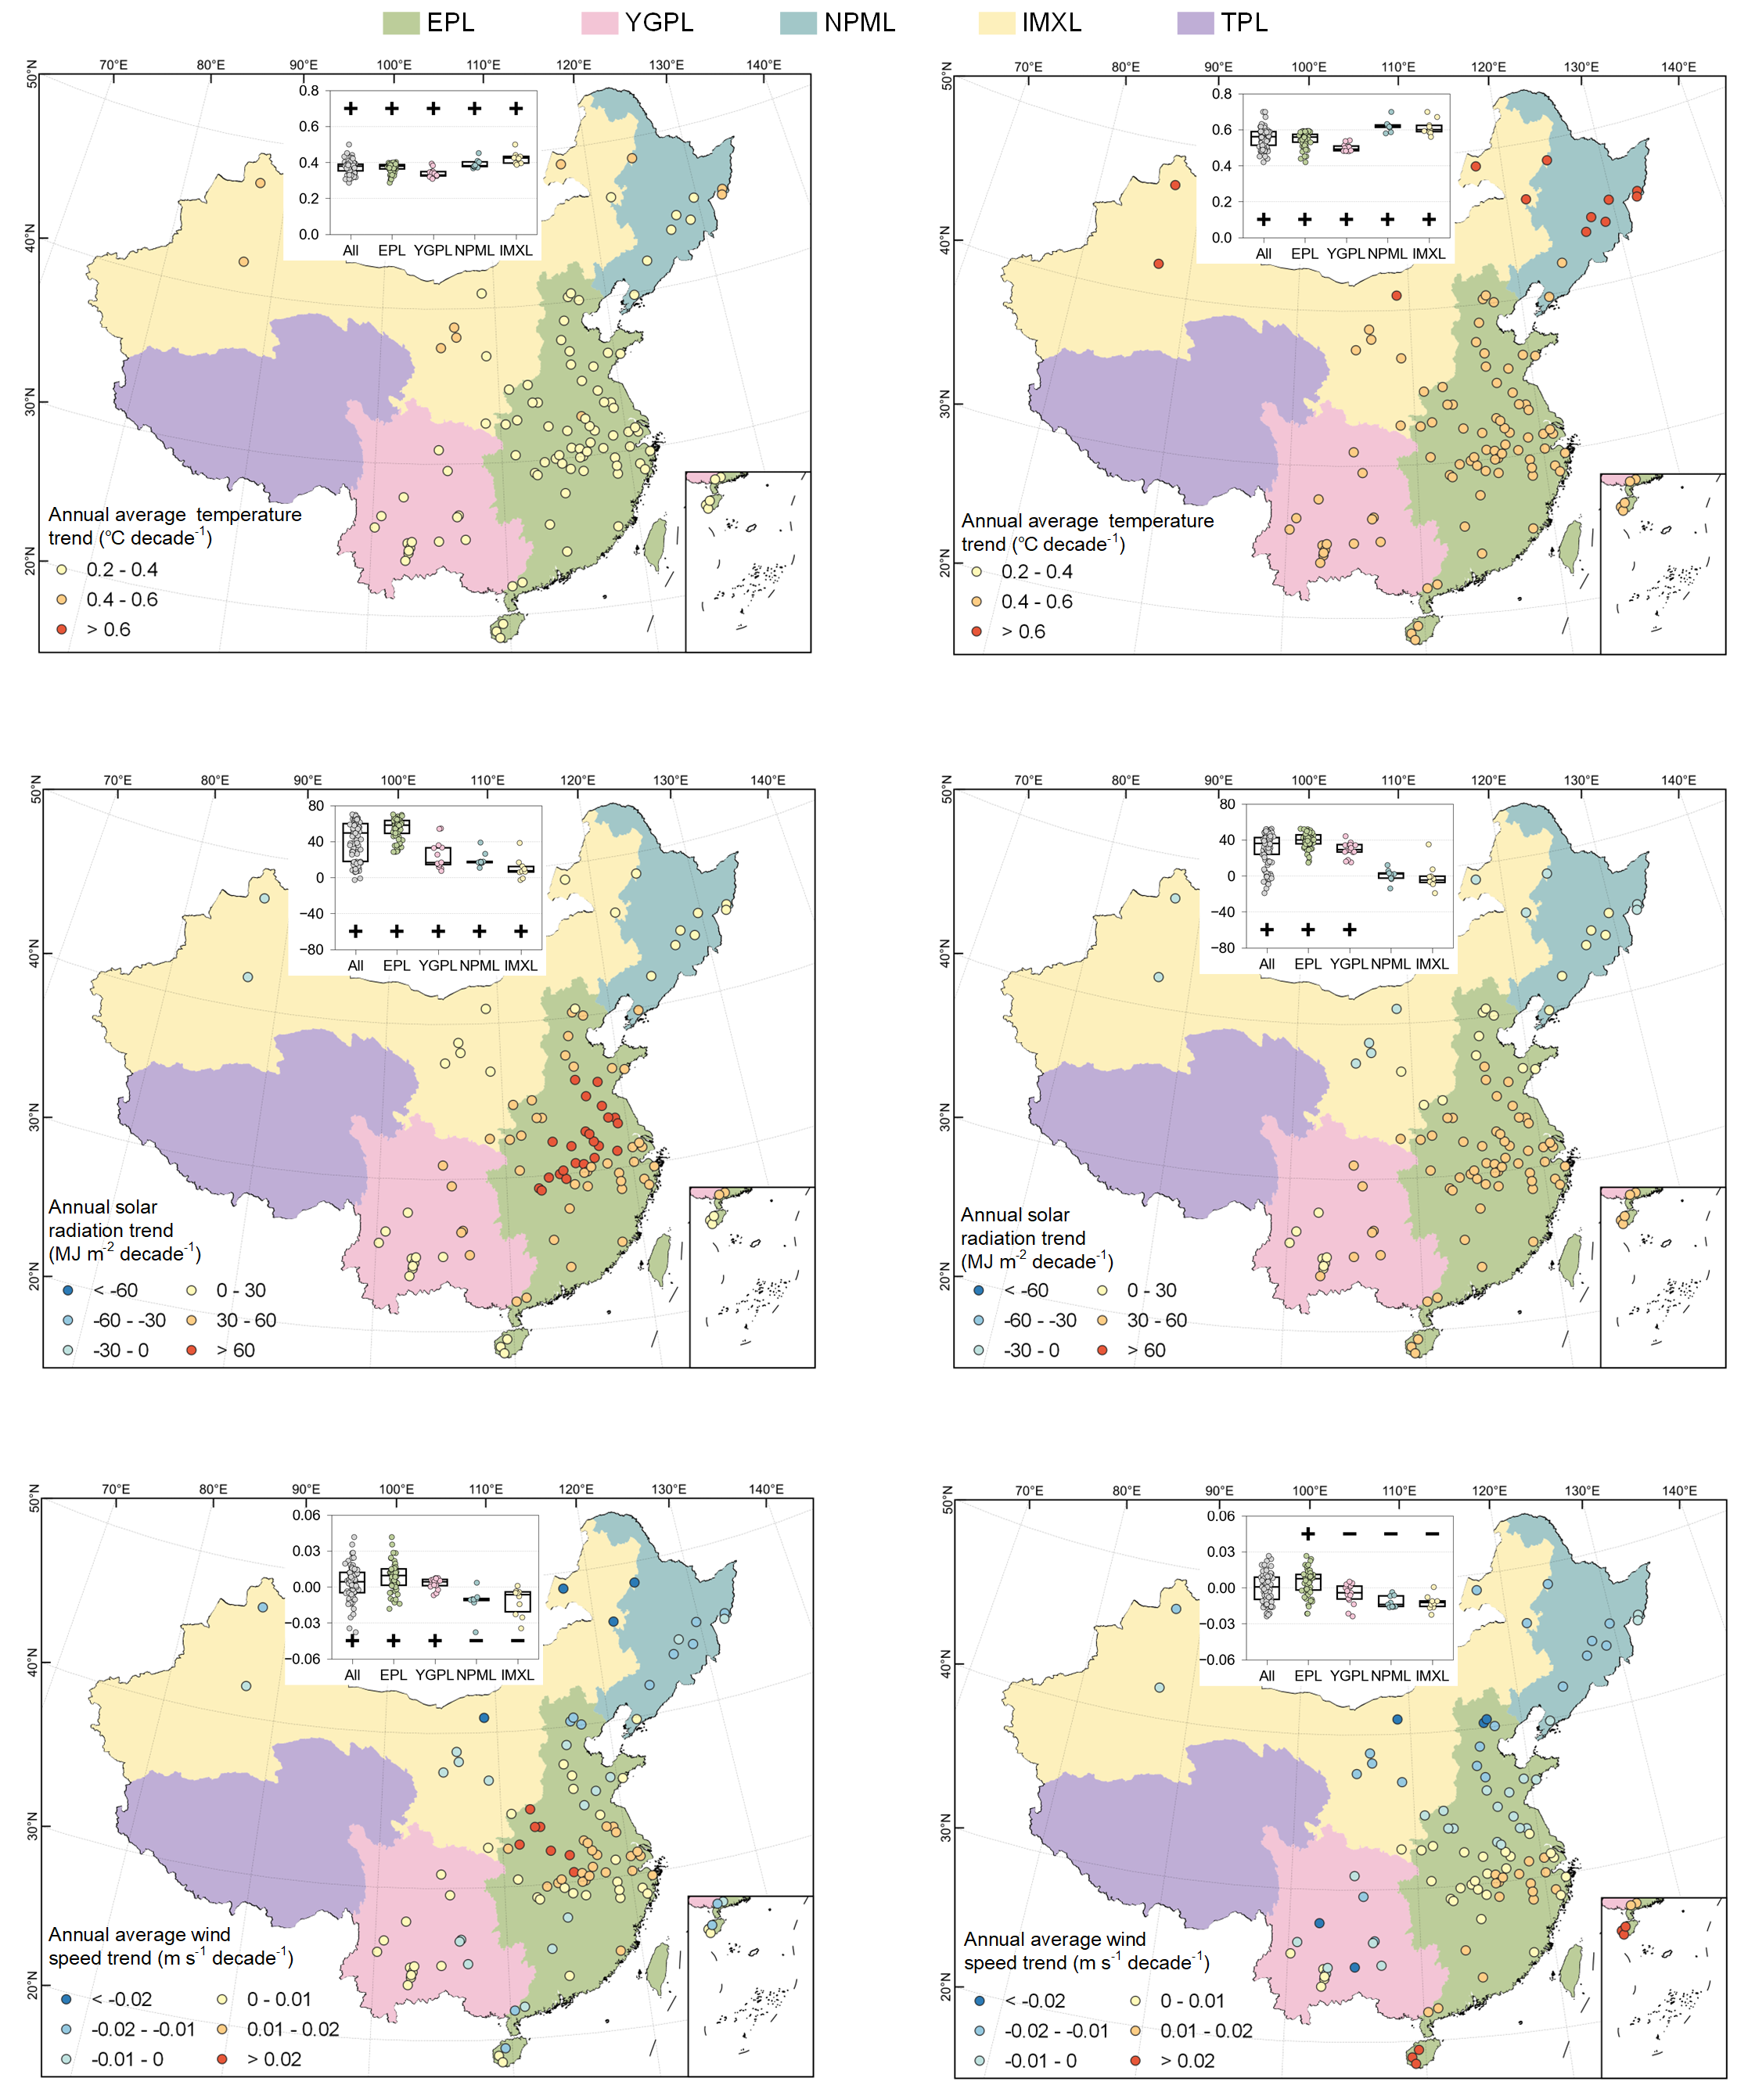 EPL YGPL NPML IMXL TPL
70°E 80°E 90°E 100°E 110°E 120°E 130°E 140°E
50°N
40°N
30°N
20°N
0.8
0.6
0.4
0.2
0.0
All EPL YGPL NPML IMXL
Annual average temperature
trend (°C decade⁻¹)
0.2 - 0.4
0.4 - 0.6
> 0.6
70°E 80°E 90°E 100°E 110°E 120°E 130°E 140°E
50°N
40°N
30°N
20°N
0.8
0.6
0.4
0.2
0.0
All EPL YGPL NPML IMXL
Annual average temperature
trend (°C decade⁻¹)
0.2 - 0.4
0.4 - 0.6
> 0.6
70°E 80°E 90°E 100°E 110°E 120°E 130°E 140°E
50°N
40°N
30°N
20°N
80
40
0
−40
−80
All EPL YGPL NPML IMXL
Annual solar
radiation trend
(MJ m⁻² decade⁻¹)
< -60 0 - 30
-60 - -30 30 - 60
-30 - 0 > 60
70°E 80°E 90°E 100°E 110°E 120°E 130°E 140°E
50°N
40°N
30°N
20°N
80
40
0
−40
−80
All EPL YGPL NPML IMXL
Annual solar
radiation trend
(MJ m⁻² decade⁻¹)
< -60 0 - 30
-60 - -30 30 - 60
-30 - 0 > 60
70°E 80°E 90°E 100°E 110°E 120°E 130°E 140°E
50°N
40°N
30°N
20°N
0.06
0.03
0.00
−0.03
−0.06
All EPL YGPL NPML IMXL
Annual average wind
speed trend (m s⁻¹ decade⁻¹)
< -0.02 0 - 0.01
-0.02 - -0.01 0.01 - 0.02
-0.01 - 0 > 0.02
70°E 80°E 90°E 100°E 110°E 120°E 130°E 140°E
50°N
40°N
30°N
20°N
0.06
0.03
0.00
−0.03
−0.06
All EPL YGPL NPML IMXL
Annual average wind
speed trend (m s⁻¹ decade⁻¹)
< -0.02 0 - 0.01
-0.02 - -0.01 0.01 - 0.02
-0.01 - 0 > 0.02